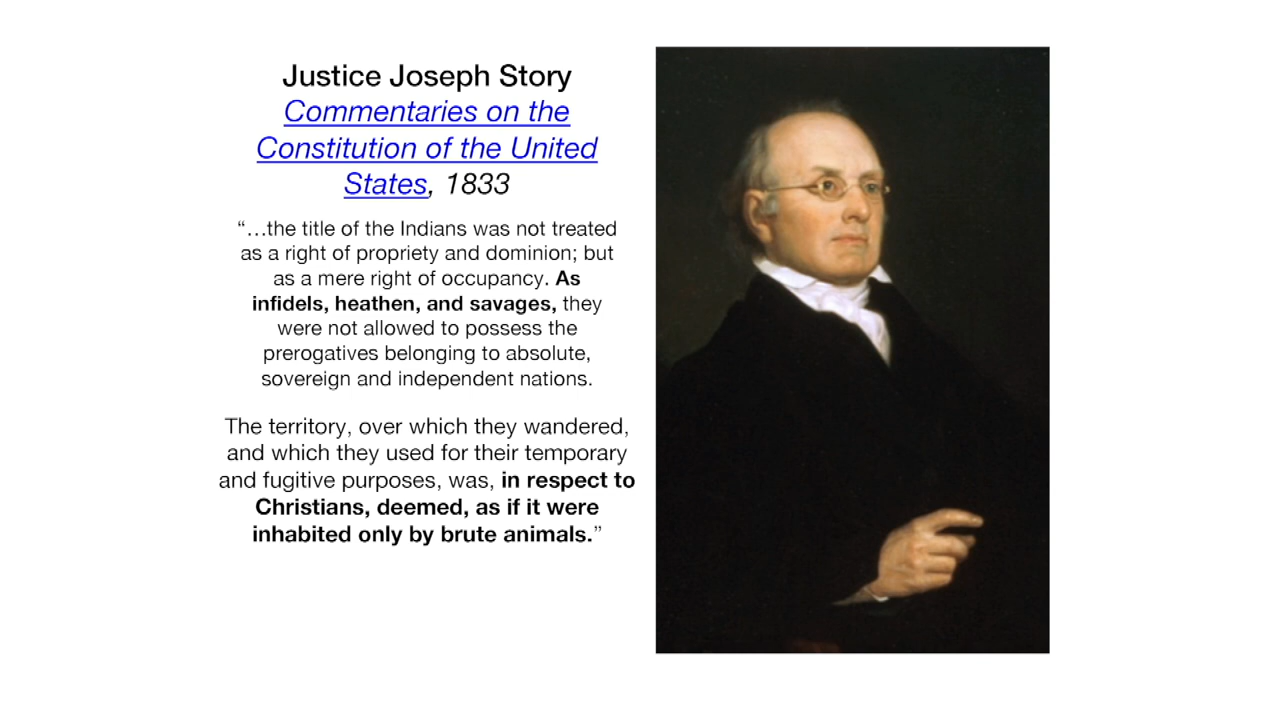 Justice Joseph Story
Commentaries on the
Constitution of the United
States, 1833
“…the title of the Indians was not treated
as a right of propriety and dominion; but
as a mere right of occupancy. As
infidels, heathen, and savages, they
were not allowed to possess the
prerogatives belonging to absolute,
sovereign and independent nations.
The territory, over which they wandered,
and which they used for their temporary
and fugitive purposes, was, in respect to
Christians, deemed, as if it were
inhabited only by brute animals.”